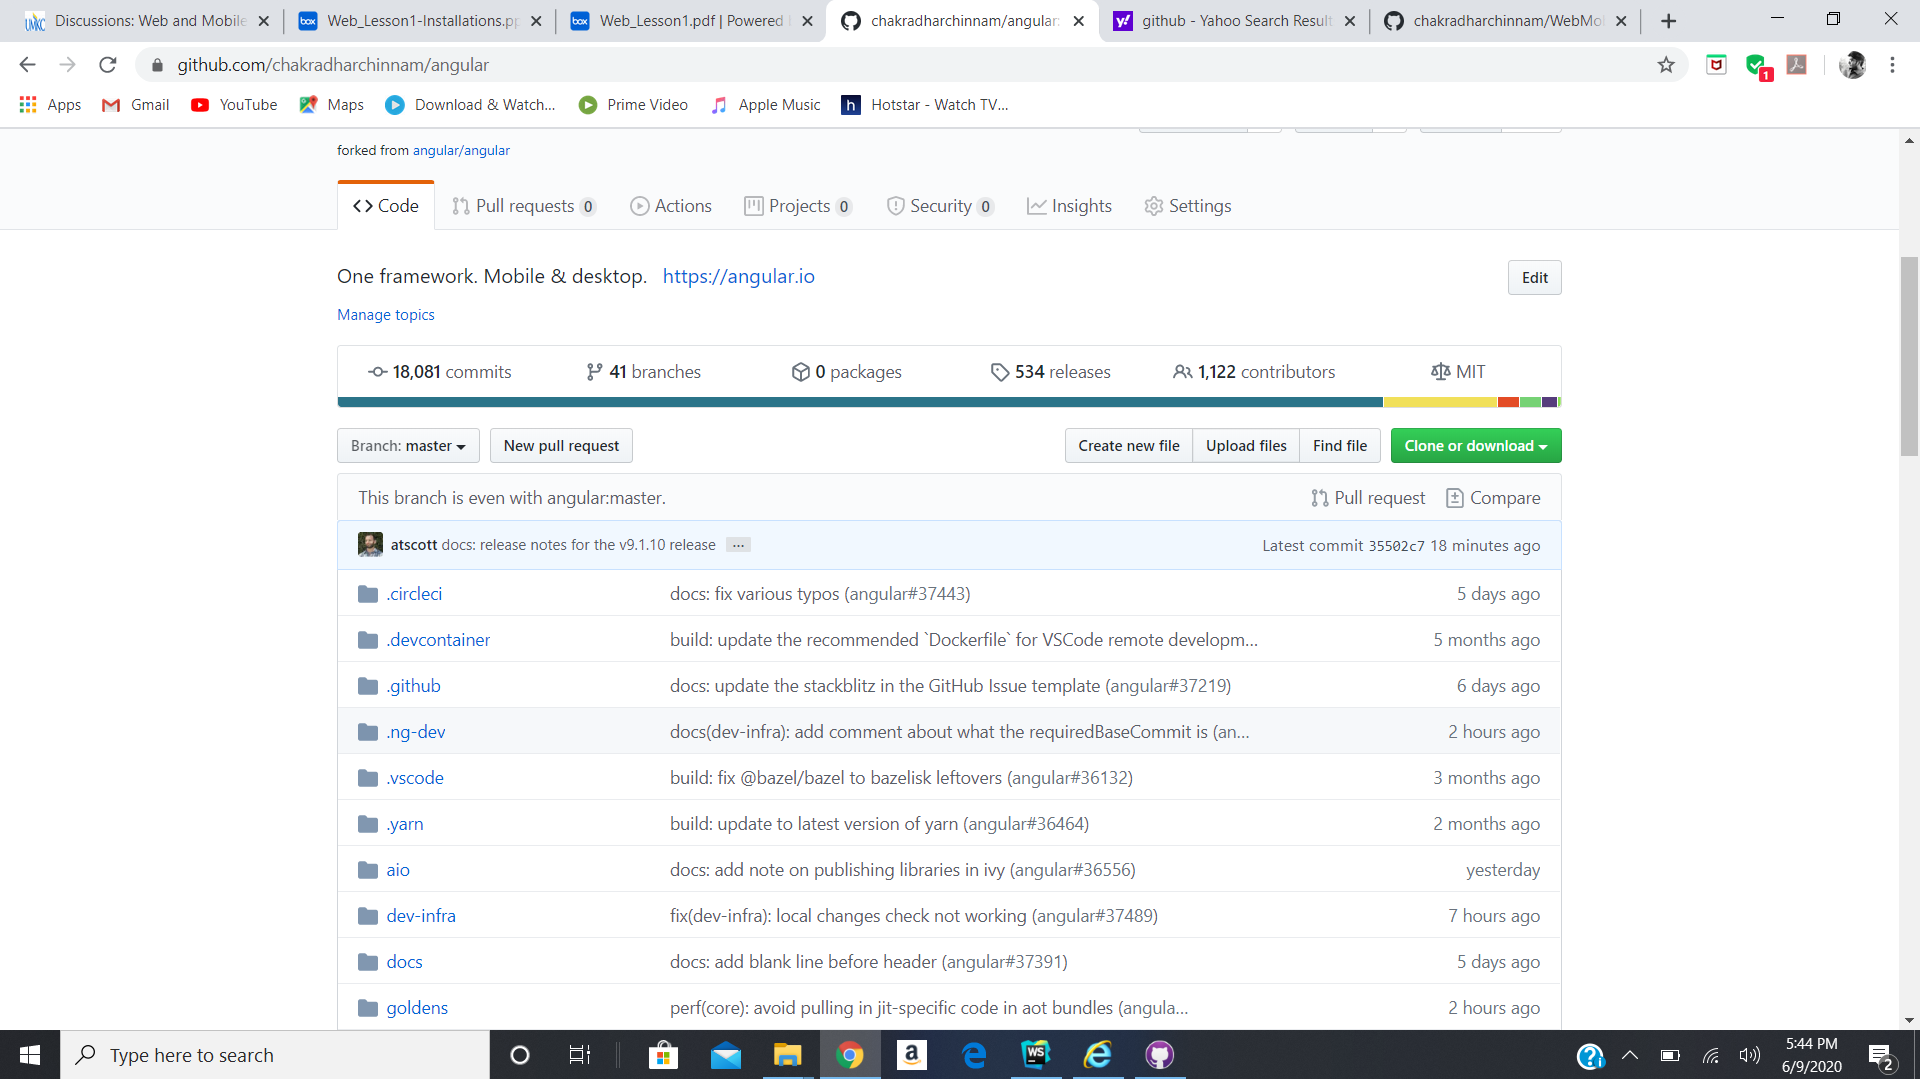 Discussions: Web and Mobile
Web_Lesson1-Installations.pp
Web_Lesson1.pdf | Powered
chakradharchinnam/angular:
github - Yahoo Search Result
chakradharchinnam/WebMo
github.com/chakradharchinnam/angular
1
Apps
Gmail
YouTube
Maps
Download & Watch...
Prime Video
Apple Music
h Hotstar - Watch TV...
forked from angular/angular
Code
Pull requests 0
Actions
Projects 0
Security 0
Insights
Settings
One framework. Mobile & desktop. https://angular.io
Edit
Manage topics
18,081 commits
41 branches
0 packages
534 releases
1,122 contributors
MIT
Branch: master
New pull request
Create new file
Upload files
Find file
Clone or download
This branch is even with angular:master.
Pull request
Compare
atscott docs: release notes for the v9.1.10 release ...
Latest commit 35502c7 18 minutes ago
.circleci docs: fix various typos (angular#37443) 5 days ago
.devcontainer build: update the recommended `Dockerfile` for VSCode remote developm... 5 months ago
.github docs: update the stackblitz in the GitHub Issue template (angular#37219) 6 days ago
.ng-dev docs(dev-infra): add comment about what the requiredBaseCommit is (an... 2 hours ago
.vscode build: fix @bazel/bazel to bazelisk leftovers (angular#36132) 3 months ago
.yarn build: update to latest version of yarn (angular#36464) 2 months ago
aio docs: add note on publishing libraries in ivy (angular#36556) yesterday
dev-infra fix(dev-infra): local changes check not working (angular#37489) 7 hours ago
docs docs: add blank line before header (angular#37391) 5 days ago
goldens perf(core): avoid pulling in jit-specific code in aot bundles (angula... 2 hours ago
Type here to search
5:44 PM
6/9/2020
2